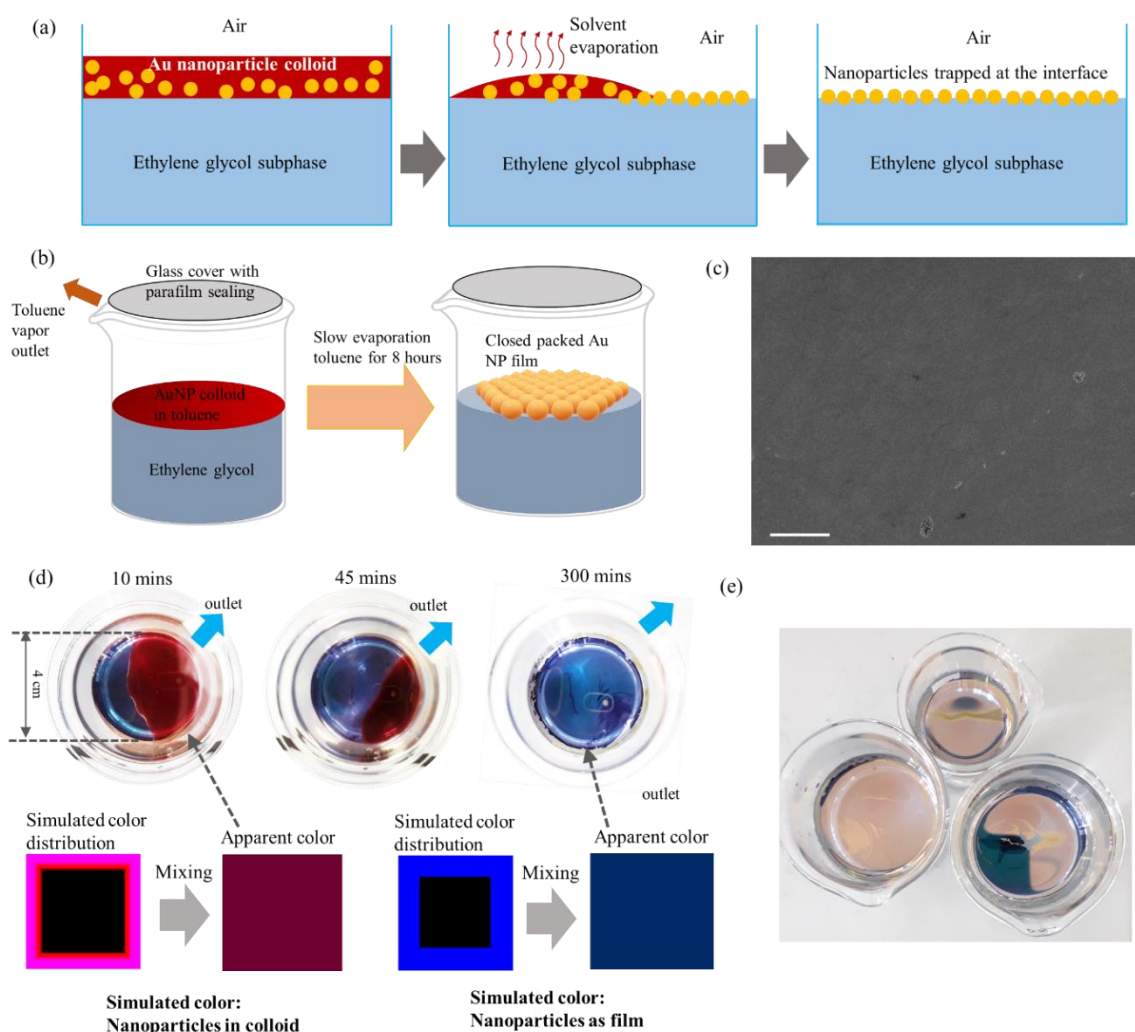 (a)
Air
Au nanoparticle colloid
Ethylene glycol subphase
Solvent
evaporation
Air
Ethylene glycol subphase
Air
Nanoparticles trapped at the interface
Ethylene glycol subphase
(b)
Glass cover with
parafilm sealing
Toluene
vapor
outlet
AuNP colloid
in toluene
Ethylene glycol
Slow evaporation
toluene for 8 hours
Closed packed Au
NP film
(c)
(d)
10 mins
outlet
4 cm
45 mins
outlet
300 mins
outlet
Simulated color
distribution
Mixing
Apparent color
Simulated color
distribution
Mixing
Apparent color
Simulated color:
Nanoparticles in colloid
Simulated color:
Nanoparticles as film
(e)